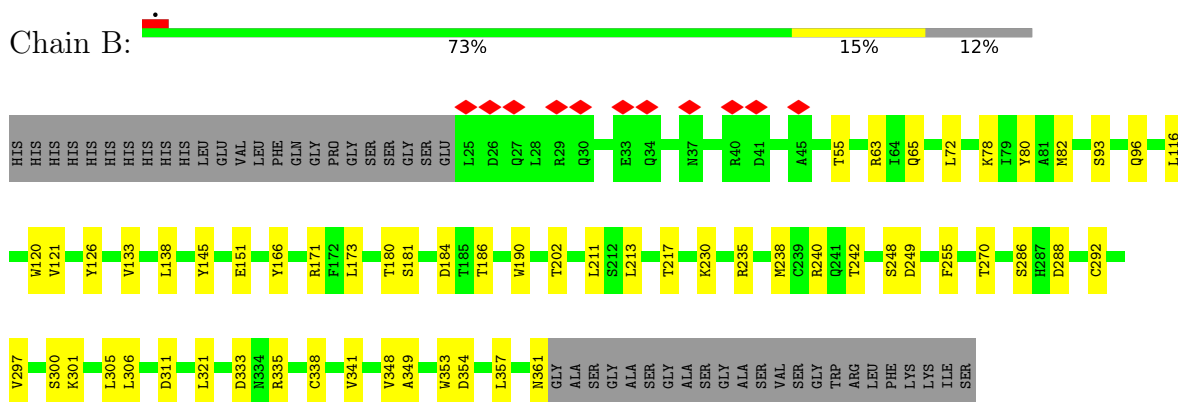 Chain B:
73% 15% 12%
HIS HIS HIS HIS HIS HIS HIS HIS HIS HIS LEU GLU VAL LEU PHE GLN GLY PRO GLY SER SER GLY SER GLU L25 D26 Q27 L28 R29 Q30 E33 Q34 N37 R40 D41 A45 T55 R63 I64 Q65 L72 K78 I79 Y80 A81 M82 S93 Q96 L116
W120 V121 Y126 V133 L138 Y145 E151 Y166 R171 F172 L173 T180 S181 D184 T185 T186 W190 T202 L211 S212 L213 T217 K230 R235 M238 C239 R240 Q241 T242 S248 D249 F255 T270 S286 H287 D288 C292
V297 S300 K301 L305 L306 D311 L321 D333 N334 R335 C338 V341 V348 A349 W353 D354 L357 N361 GLY ALA SER GLY ALA SER GLY ALA SER GLY ALA SER VAL SER GLY TRP ARG LEU PHE LYS LYS ILE SER